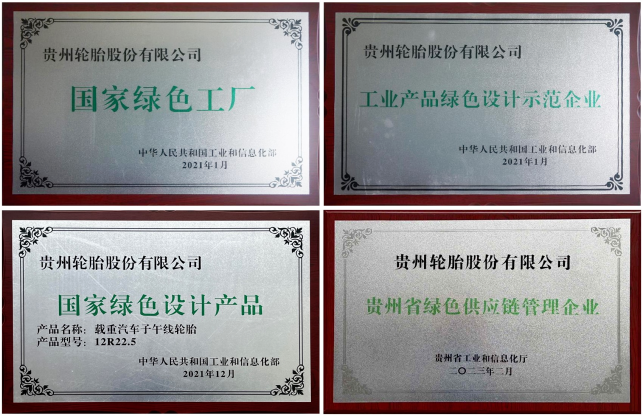 贵州轮胎股份有限公司
国家绿色工厂
中华人民共和国工业和信息化部
2021年1月
贵州轮胎股份有限公司
工业产品绿色设计示范企业
中华人民共和国工业和信息化部
2021年1月
贵州轮胎股份有限公司
国家绿色设计产品
产品名称：载重汽车子午线轮胎
产品型号：12R22.5
中华人民共和国工业和信息化部
2021年12月
贵州轮胎股份有限公司
贵州省绿色供应链管理企业
贵州省工业和信息化厅
二〇二三年二月